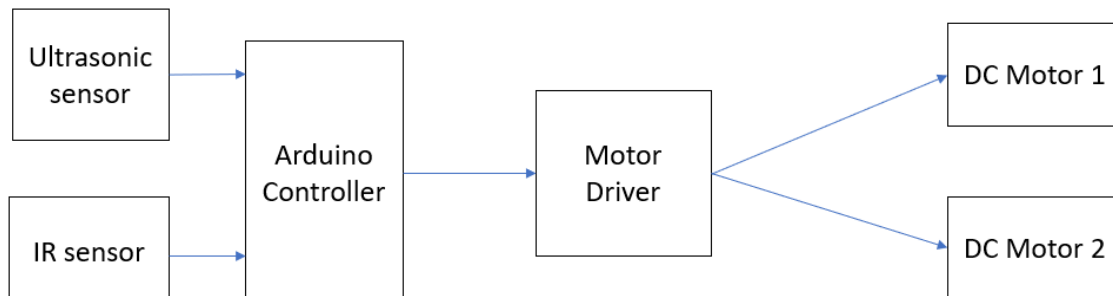 Ultrasonic
sensor
IR sensor
Arduino
Controller
Motor
Driver
DC Motor 1
DC Motor 2